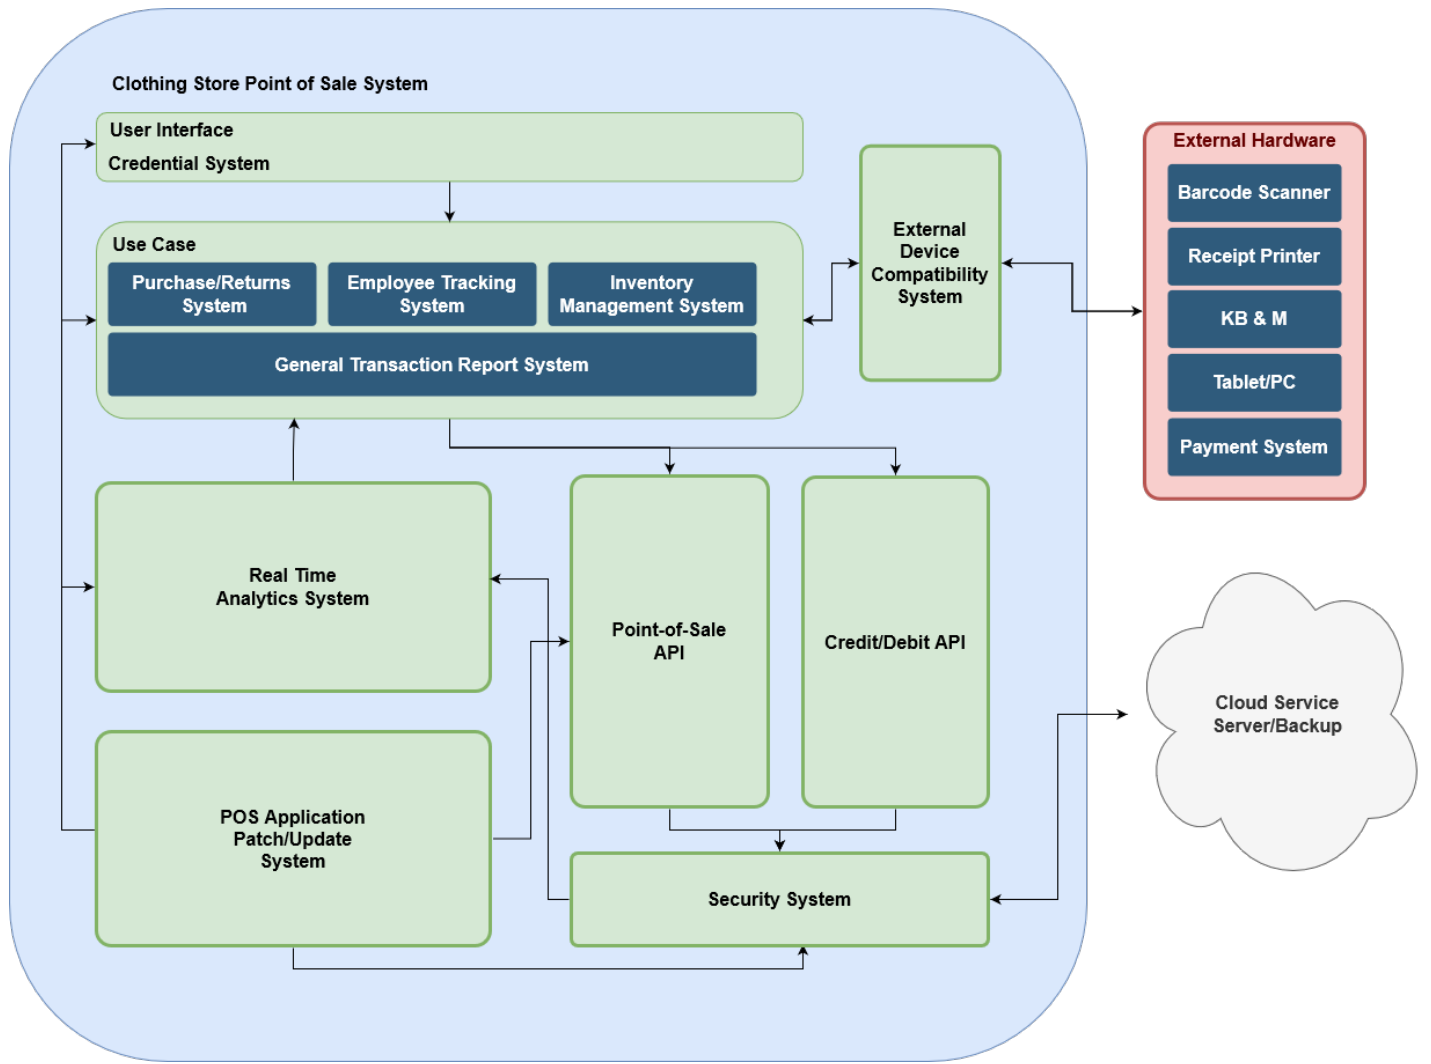 Clothing Store Point of Sale System
User Interface
Credential System
Use Case
Purchase/Returns
System
Employee Tracking
System
Inventory
Management System
General Transaction Report System
External
Device
Compatibility
System
External Hardware
Barcode Scanner
Receipt Printer
KB & M
Tablet/PC
Payment System
Real Time
Analytics System
Point-of-Sale
API
Credit/Debit API
Cloud Service
Server/Backup
POS Application
Patch/Update
System
Security System